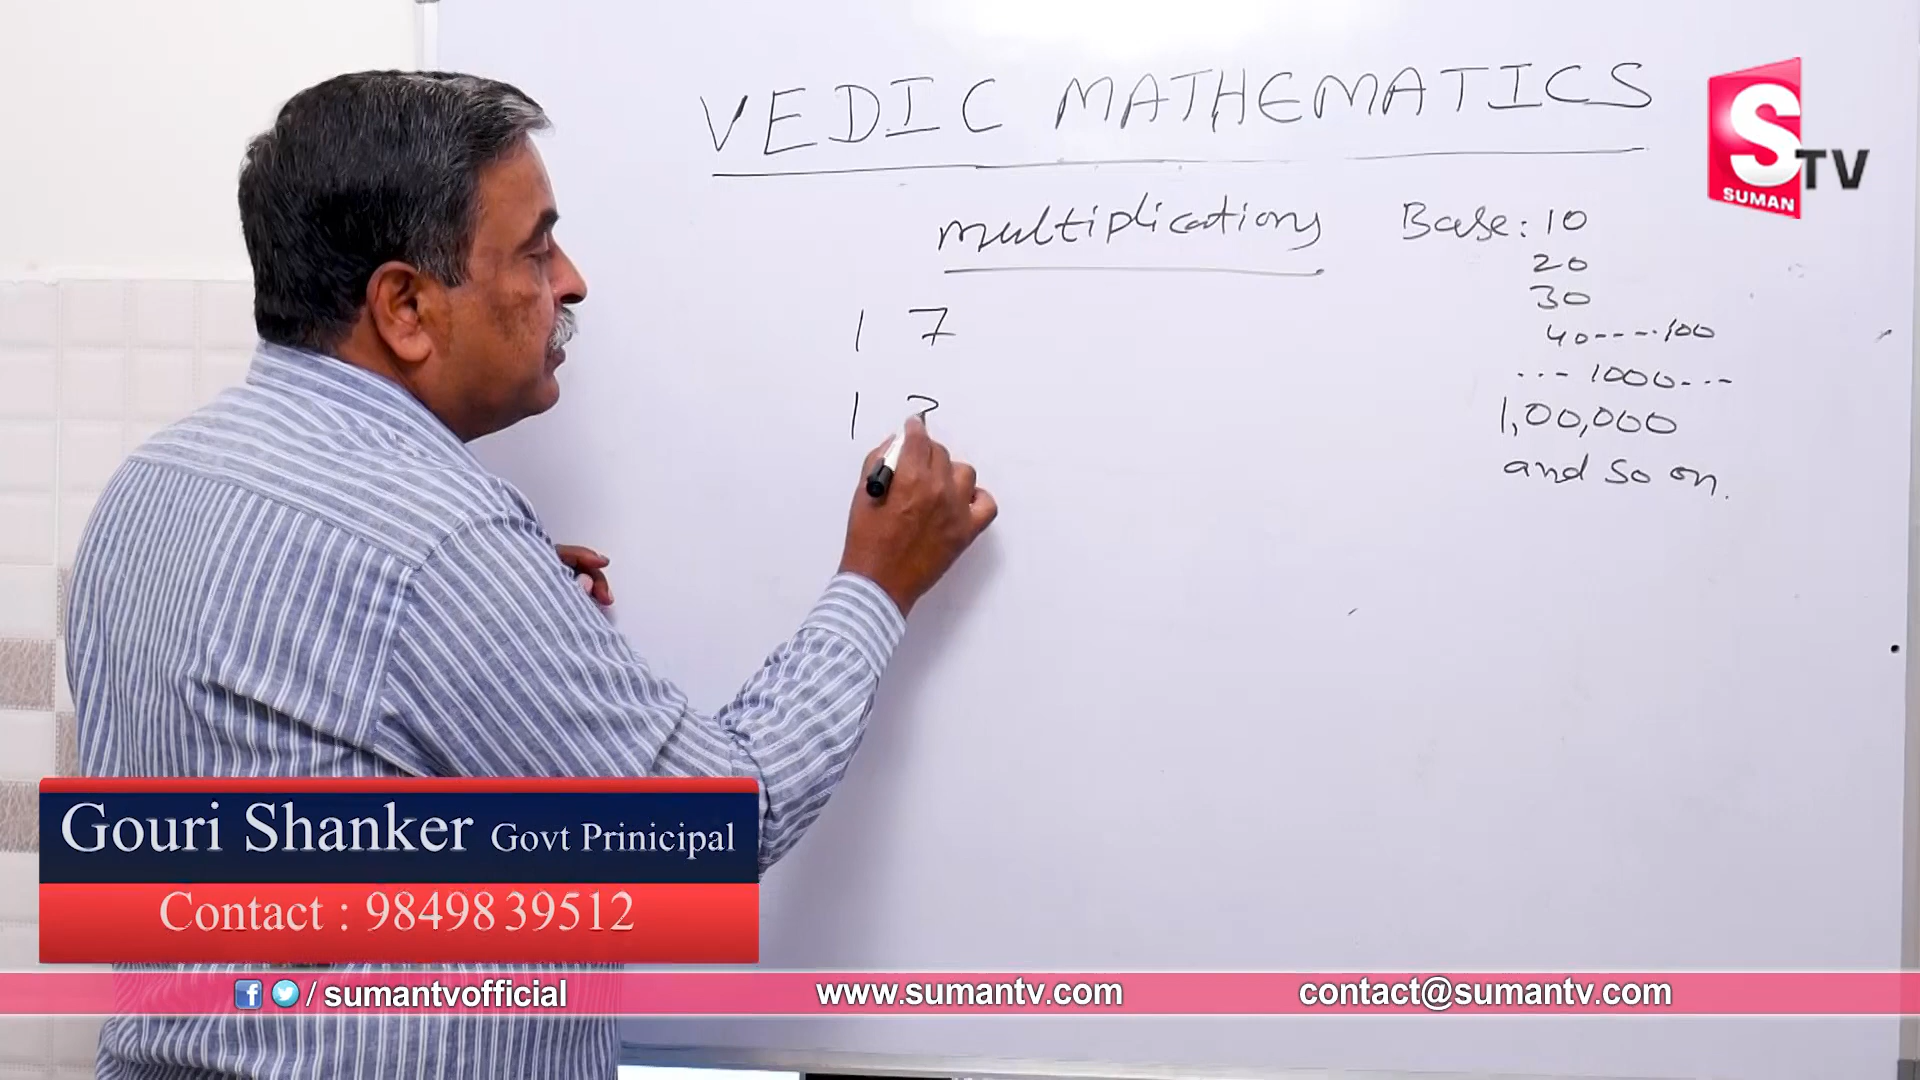 VEDIC MATHEMATICS
S TV
SUMAN
multiplications
Base: 10
20
30
40----100
--- 1000---
1,00,000
and so on.
1 7
1
Gouri Shanker Govt Prinicipal
Contact : 9849839512
/ sumantvofficial
www.sumantv.com
contact@sumantv.com